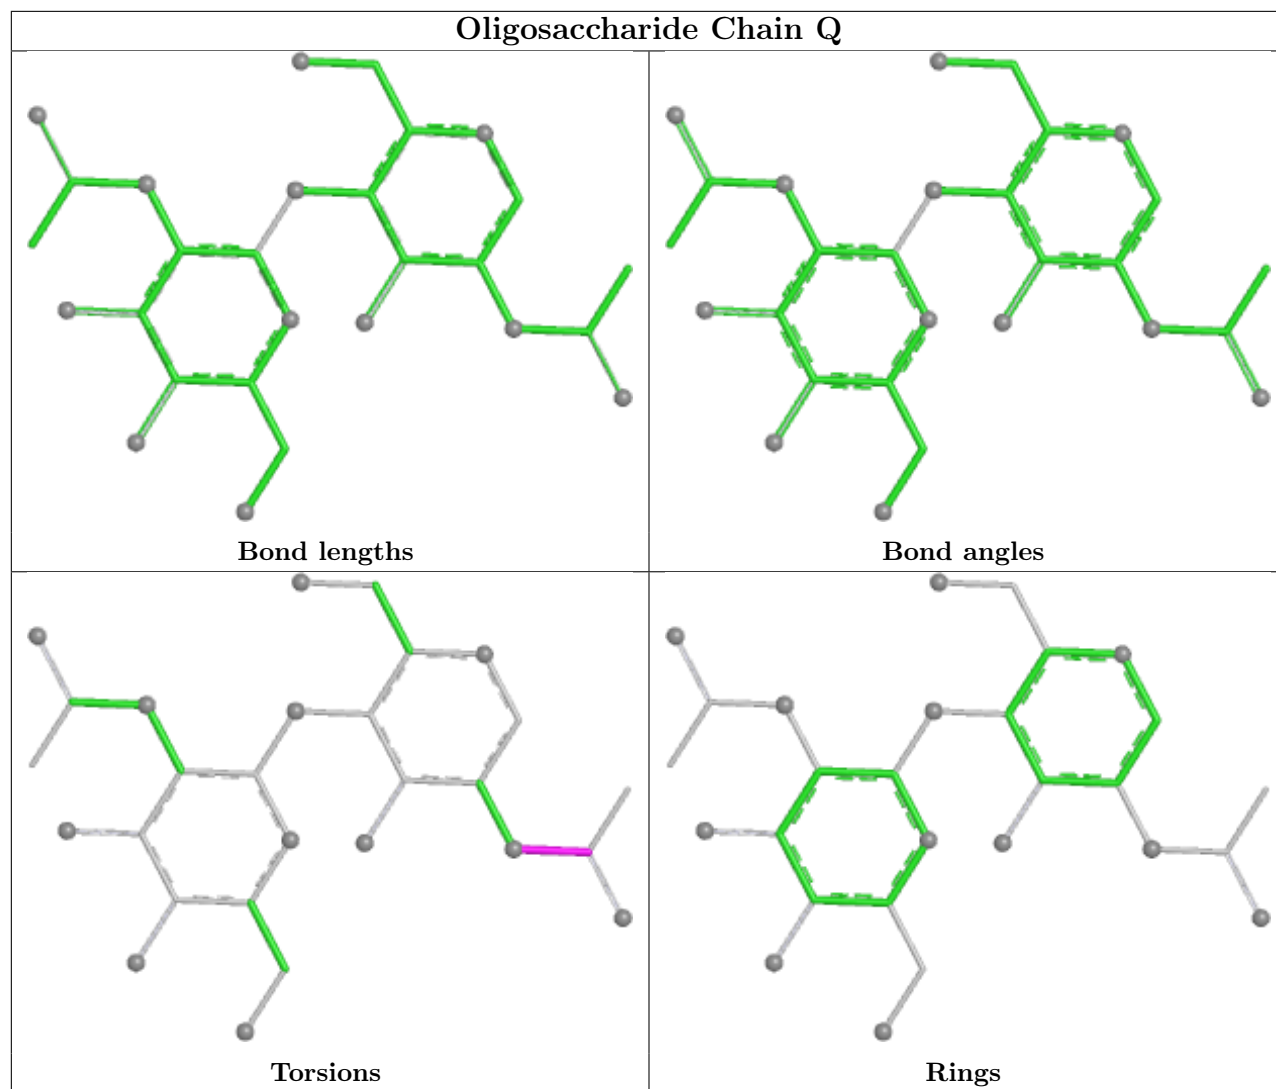 Oligosaccharide Chain Q
Bond lengths
Bond angles
Torsions
Rings